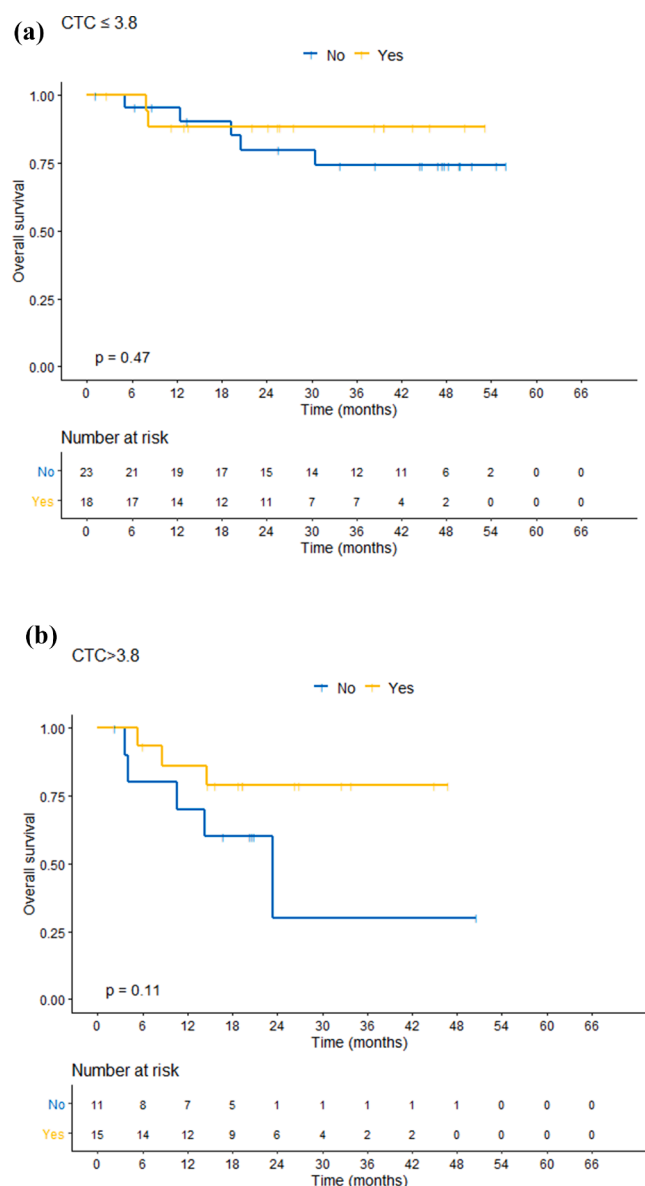 (a) CTC ≤ 3.8
No Yes
1.00
0.75
0.50
0.25
0.00
Overall survival
p = 0.47
0 6 12 18 24 30 36 42 48 54 60 66
Time (months)
Number at risk
No 23 21 19 17 15 14 12 11 6 2 0 0
Yes 18 17 14 12 11 7 7 4 2 0 0 0
0 6 12 18 24 30 36 42 48 54 60 66
Time (months)
(b)
CTC>3.8
No Yes
1.00
0.75
0.50
0.25
0.00
Overall survival
p = 0.11
0 6 12 18 24 30 36 42 48 54 60 66
Time (months)
Number at risk
No 11 8 7 5 1 1 1 1 1 0 0 0
Yes 15 14 12 9 6 4 2 2 0 0 0 0
0 6 12 18 24 30 36 42 48 54 60 66
Time (months)